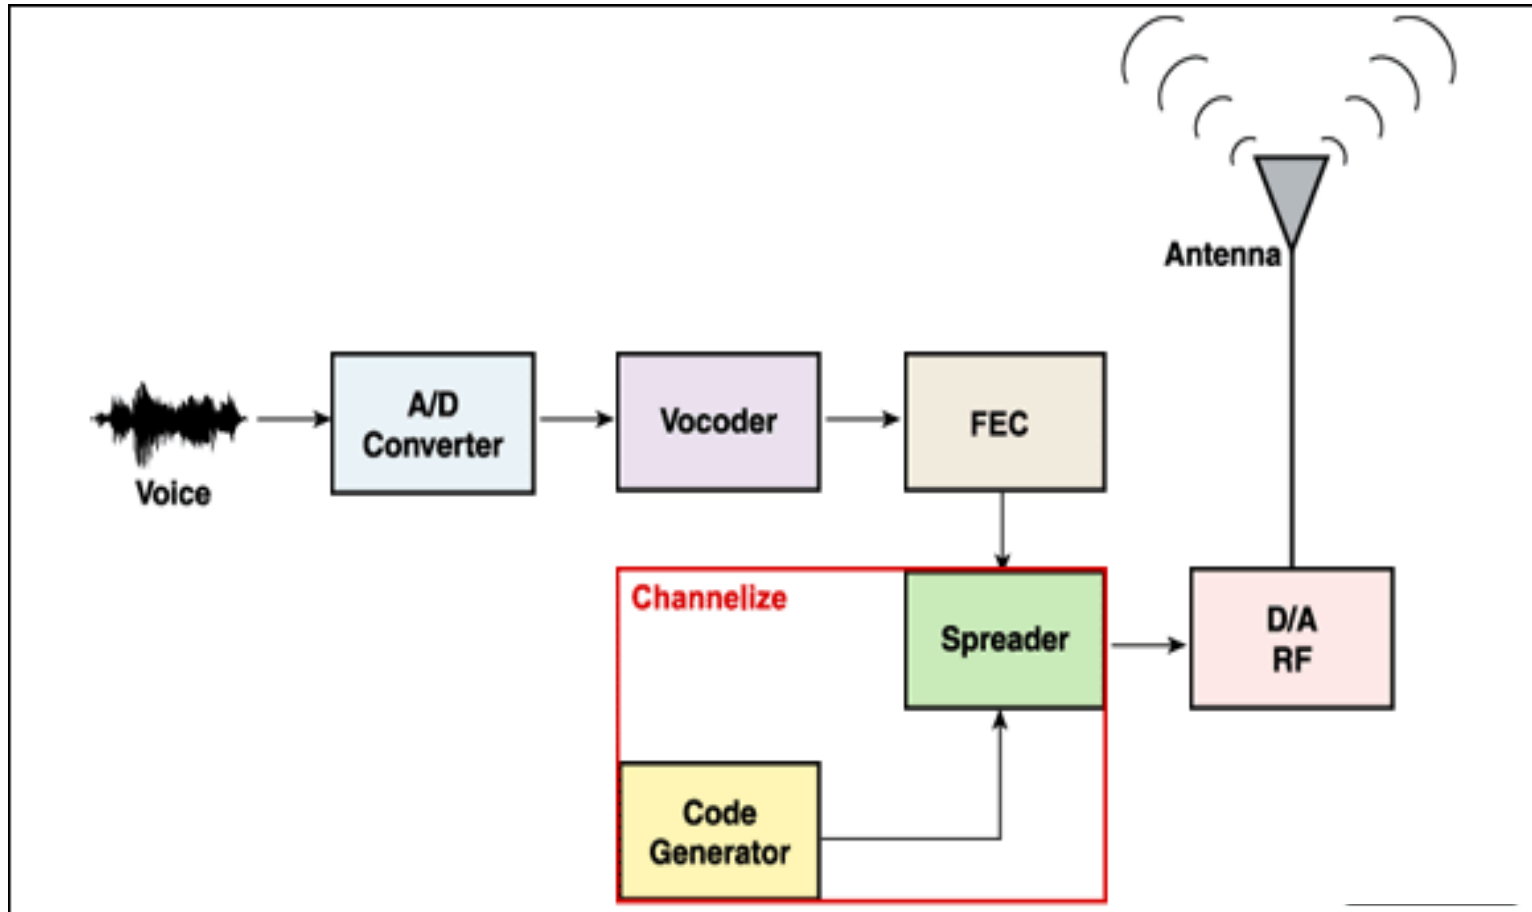 Antenna
A/D
Converter
Vocoder
FEC
Voice
Channelize
Spreader
D/A
RF
Code
Generator